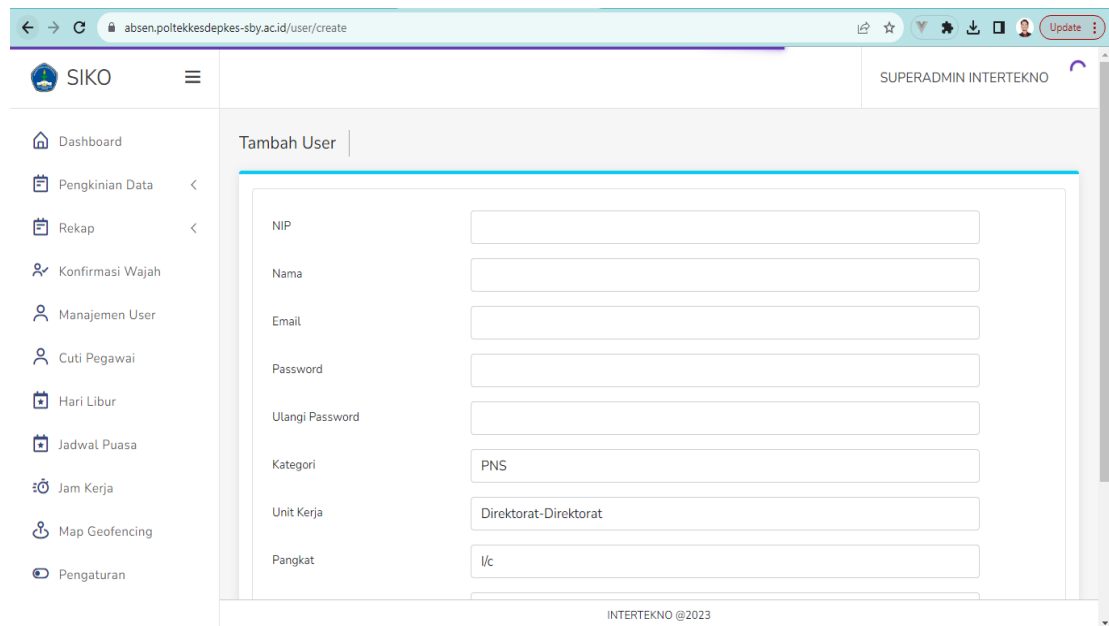 absen.poltekkesdepkes-sby.ac.id/user/create
Update
SIKO
SUPERADMIN INTERTEKNO
Dashboard
Pengkinian Data
Rekap
Konfirmasi Wajah
Manajemen User
Cuti Pegawai
Hari Libur
Jadwal Puasa
Jam Kerja
Map Geofencing
Pengaturan
Tambah User
NIP
Nama
Email
Password
Ulangi Password
Kategori PNS
Unit Kerja Direktorat-Direktorat
Pangkat I/c
INTERTEKNO @2023